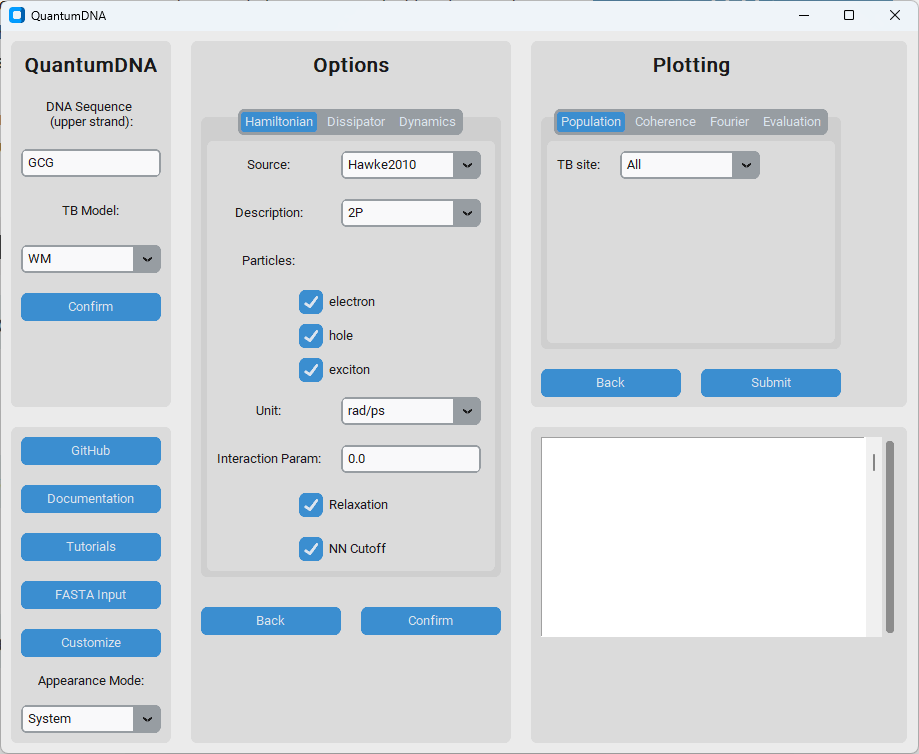 QuantumDNA
QuantumDNA
DNA Sequence
(upper strand):
GCG
TB Model:
WM
Confirm
GitHub
Documentation
Tutorials
FASTA Input
Customize
Appearance Mode:
System
Options
Hamiltonian Dissipator Dynamics
Source: Hawke2010
Description: 2P
Particles:
electron
hole
exciton
Unit: rad/ps
Interaction Param: 0.0
Relaxation
NN Cutoff
Back Confirm
Plotting
Population Coherence Fourier Evaluation
TB site: All
Back Submit